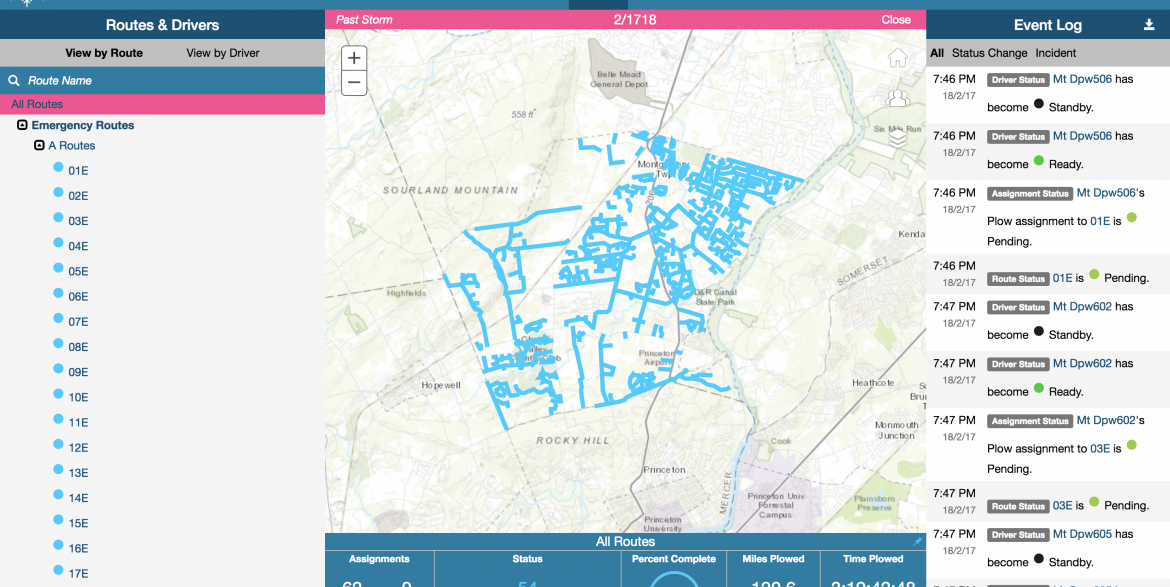 Routes & Drivers
View by Route View by Driver
Route Name
All Routes
Emergency Routes
A Routes
01E
02E
03E
04E
05E
06E
07E
08E
09E
10E
11E
12E
13E
14E
15E
16E
17E
Past Storm 2/1718 Close
+
−
Belle Mead
General Depot
558 ft
Six Mile Run
Twp
SOURLAND MOUNTAIN
206
SOMERSET
D&R Canal
State Park
Highfields
Princeton
Airport
Hopewell
Heathcote
Monmouth
Junction
ROCKY HILL
Cook
Princeton
MERCER
Princeton Univ
Forrestal
Campus
Plainsboro
Preserve
Princeton
University
All Routes
Assignments Status Percent Complete Miles Plowed Time Plowed
Event Log
All Status Change Incident
7:46 PM Driver Status Mt Dpw506 has
18/2/17
become Standby.
7:46 PM Driver Status Mt Dpw506 has
18/2/17
become Ready.
7:46 PM Assignment Status Mt Dpw506's
18/2/17
Plow assignment to 01E is
Pending.
7:46 PM
18/2/17 Route Status 01E is Pending.
7:47 PM Driver Status Mt Dpw602 has
18/2/17
become Standby.
7:47 PM Driver Status Mt Dpw602 has
18/2/17
become Ready.
7:47 PM Assignment Status Mt Dpw602's
18/2/17
Plow assignment to 03E is
Pending.
7:47 PM
18/2/17 Route Status 03E is Pending.
7:47 PM Driver Status Mt Dpw605 has
18/2/17
become Standby.